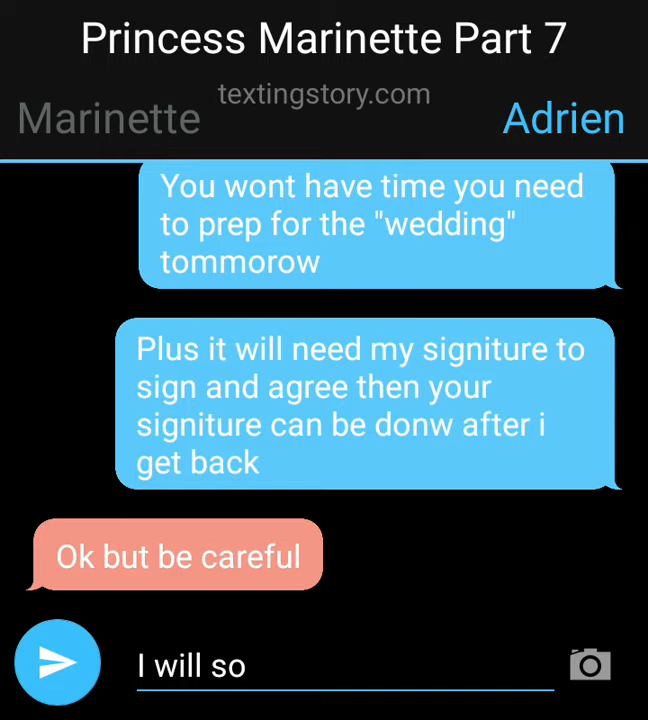 Princess Marinette Part 7
textingstory.com
Marinette
Adrien
You wont have time you need
to prep for the "wedding"
tommorow
Plus it will need my signiture to
sign and agree then your
signiture can be donw after i
get back
Ok but be careful
I will so